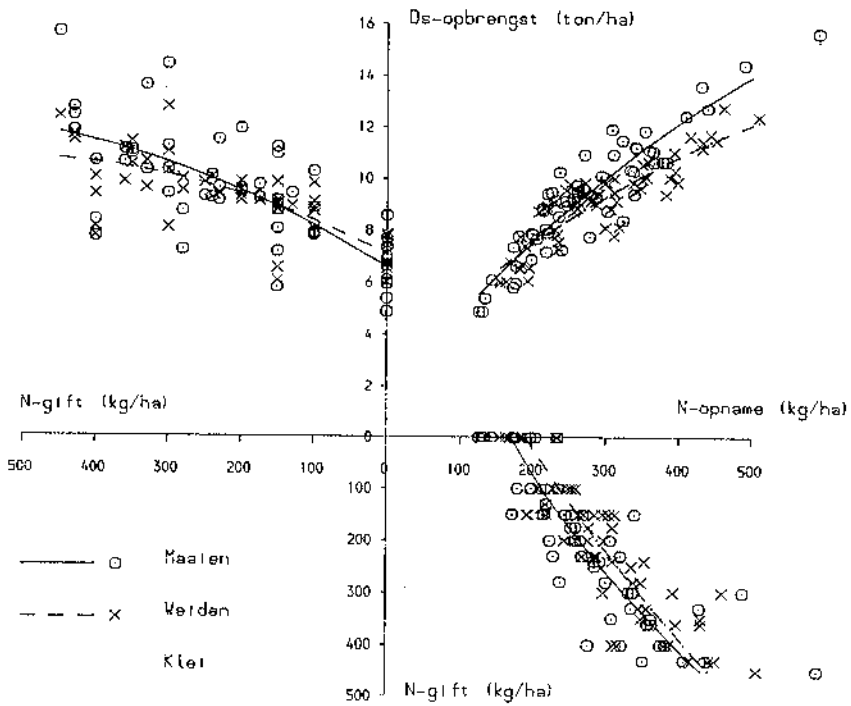 Ds-opbrengst (ton/ha)
16
14
12
10
8
6
4
2
0
N-gift (kg/ha)
N-opname (kg/ha)
500 400 300 200 100 0
100 200 300 400 500
100
200
300
400
500
Maaien
Weiden
Klei
N-gift (kg/ha)